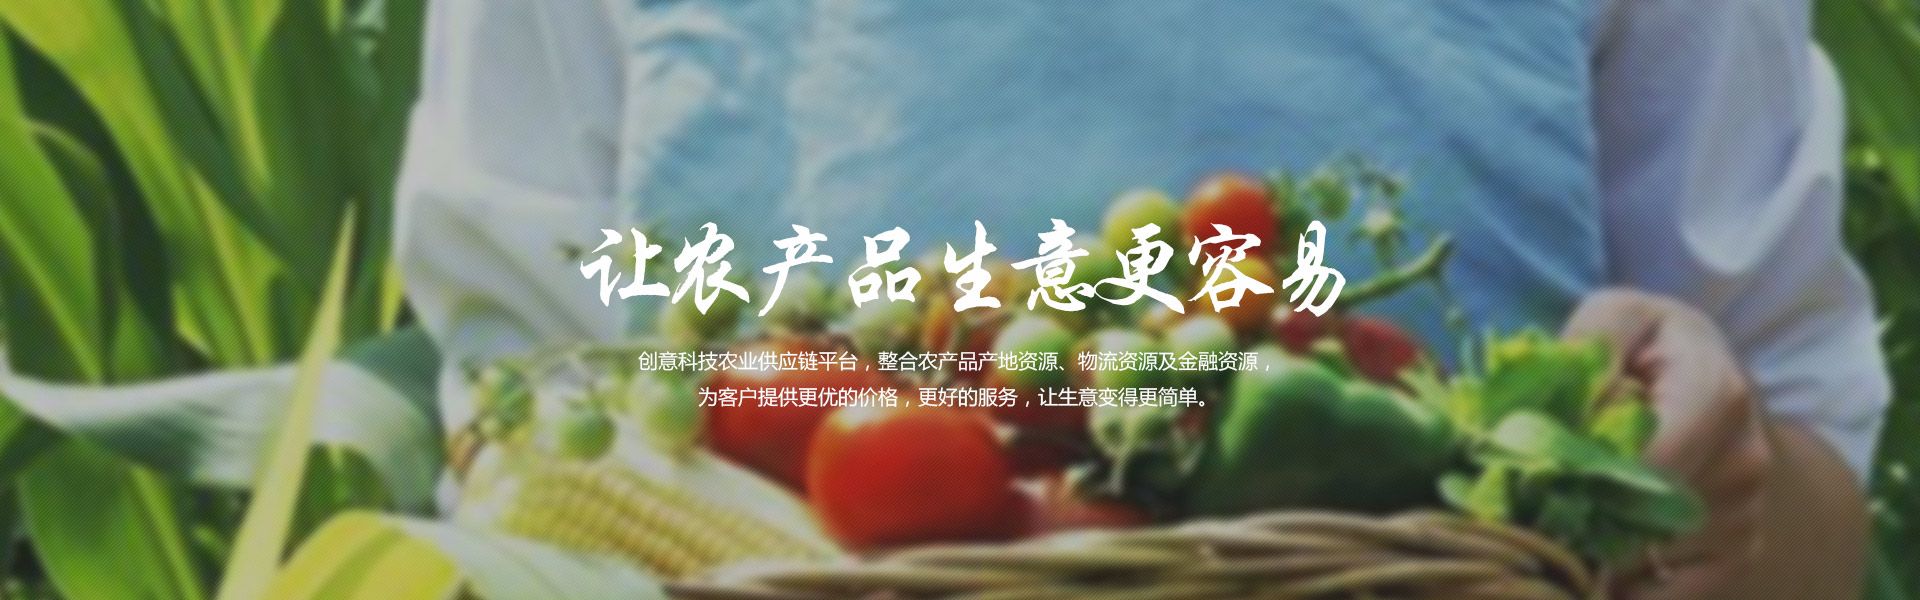 让农产品生意更容易
创意科技农业供应链平台，整合农产品产地资源、物流资源及金融资源，
为客户提供更优的价格，更好的服务，让生意变得更简单。